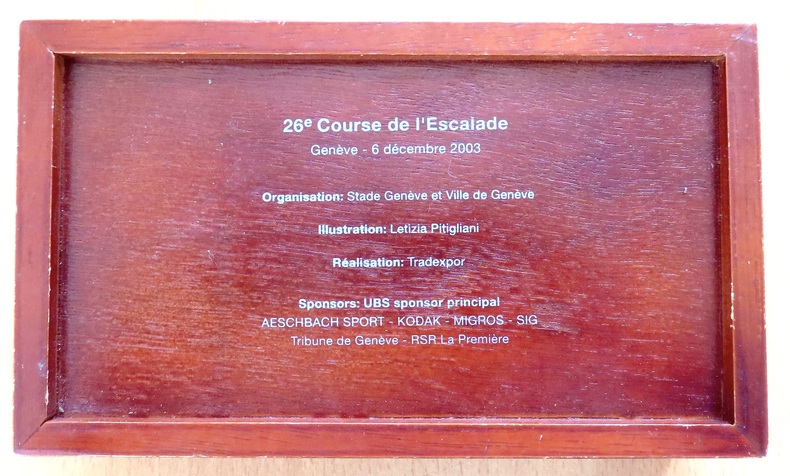 26e Course de l'Escalade
Genève - 6 décembre 2003
Organisation: Stade Genève et Ville de Genève
Illustration: Letizia Pitigliani
Réalisation: Tradexpor
Sponsors: UBS sponsor principal
AESCHBACH SPORT - KODAK - MIGROS - SIG
Tribune de Genève - RSR La Première